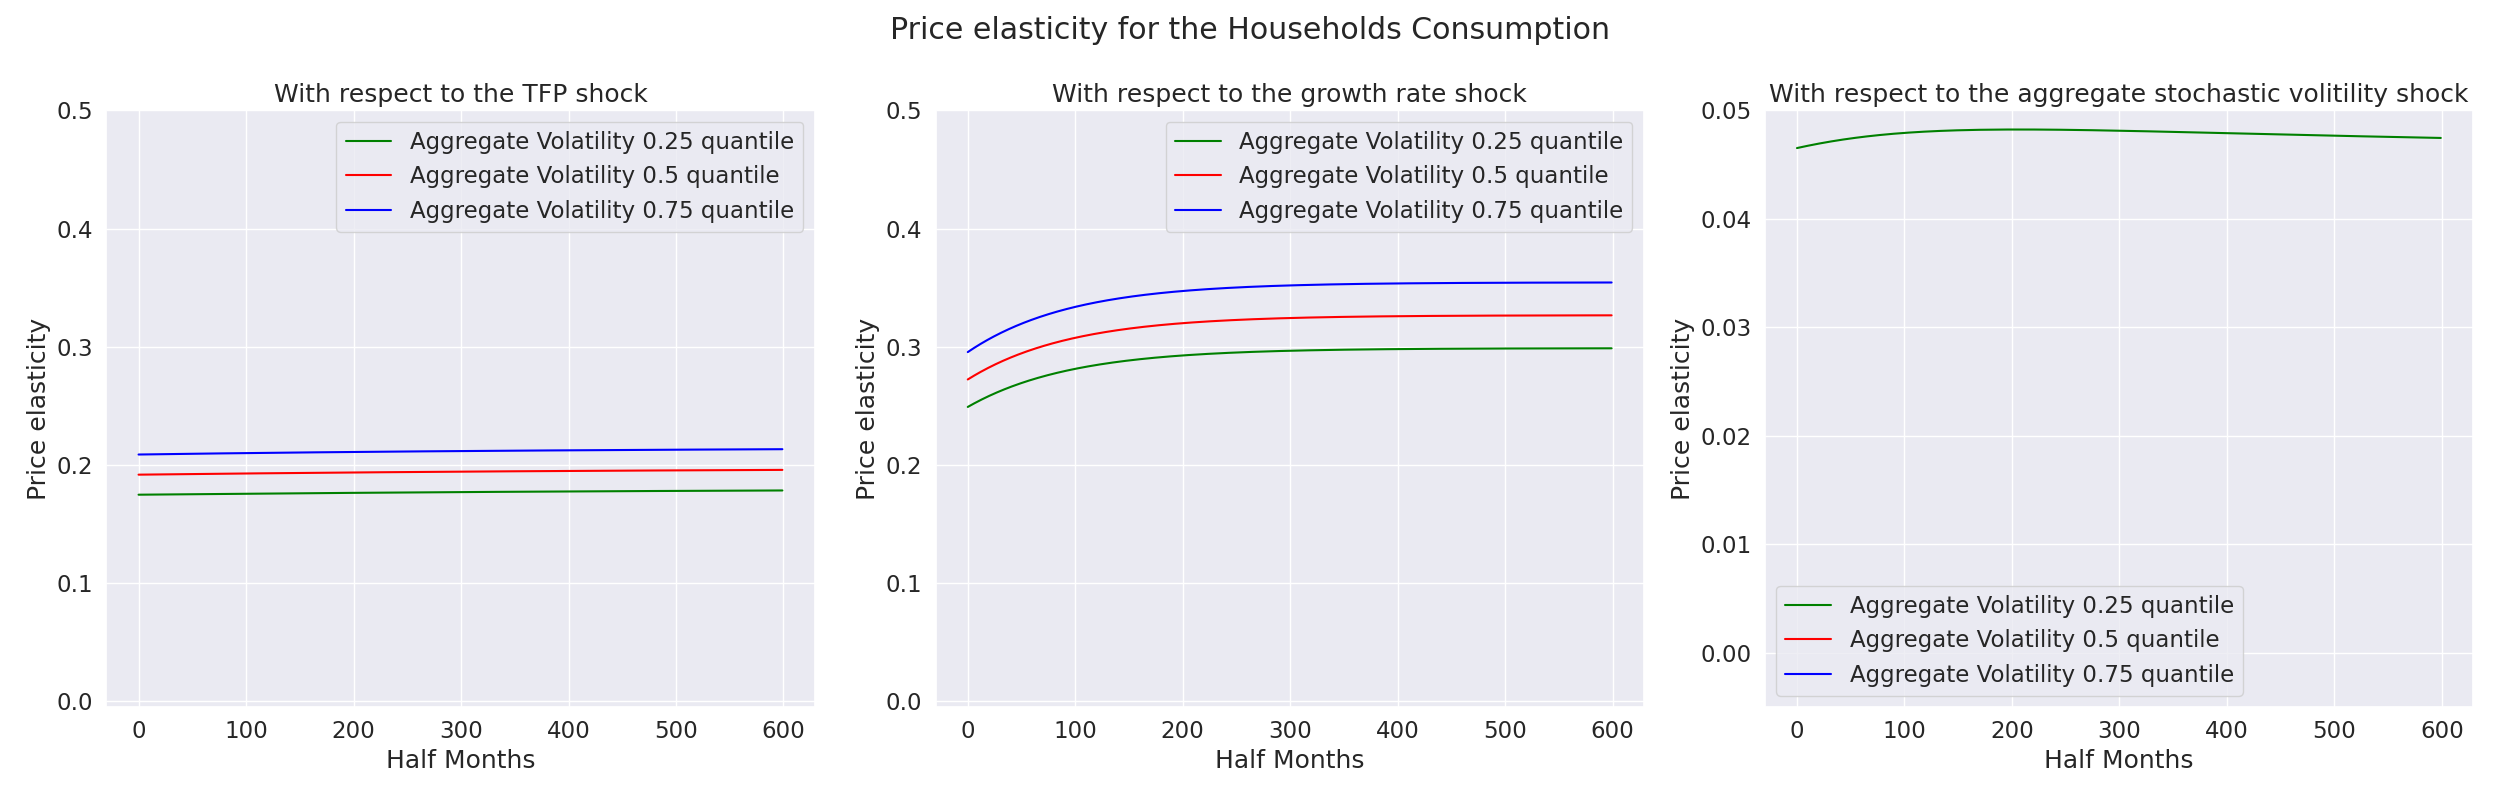 Price elasticity for the Households Consumption
With respect to the TFP shock
0.5
0.4
0.3
0.2
0.1
0.0
Price elasticity
Aggregate Volatility 0.25 quantile
Aggregate Volatility 0.5 quantile
Aggregate Volatility 0.75 quantile
0 100 200 300 400 500 600
Half Months
With respect to the growth rate shock
0.5
0.4
0.3
0.2
0.1
0.0
Price elasticity
Aggregate Volatility 0.25 quantile
Aggregate Volatility 0.5 quantile
Aggregate Volatility 0.75 quantile
0 100 200 300 400 500 600
Half Months
With respect to the aggregate stochastic volitility shock
0.05
0.04
0.03
0.02
0.01
0.00
Price elasticity
Aggregate Volatility 0.25 quantile
Aggregate Volatility 0.5 quantile
Aggregate Volatility 0.75 quantile
0 100 200 300 400 500 600
Half Months